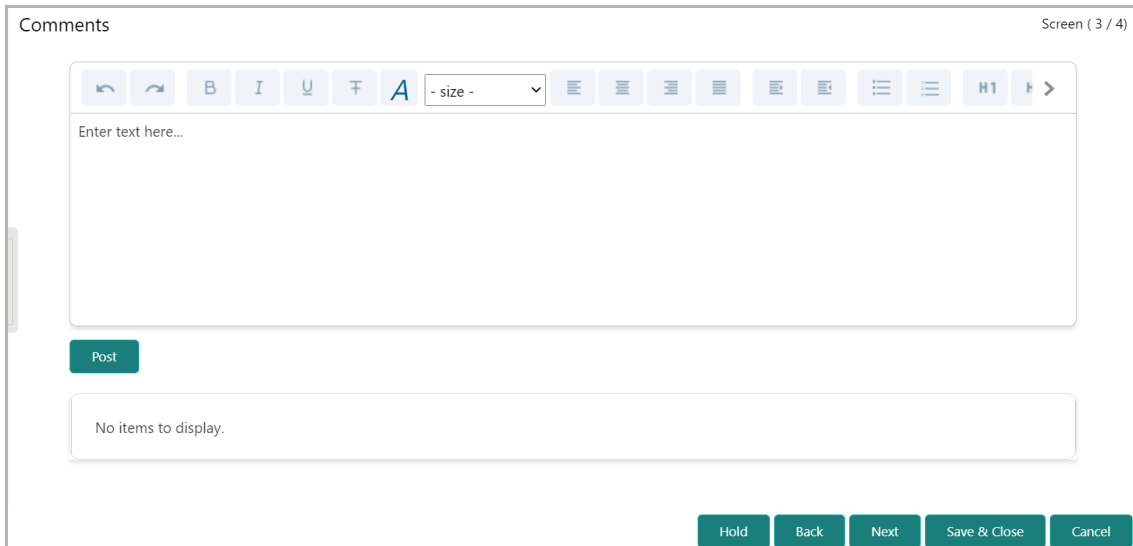 Comments
Screen ( 3 / 4)
B I U T A - size - H1 H
Enter text here...
Post
No items to display.
Hold Back Next Save & Close Cancel